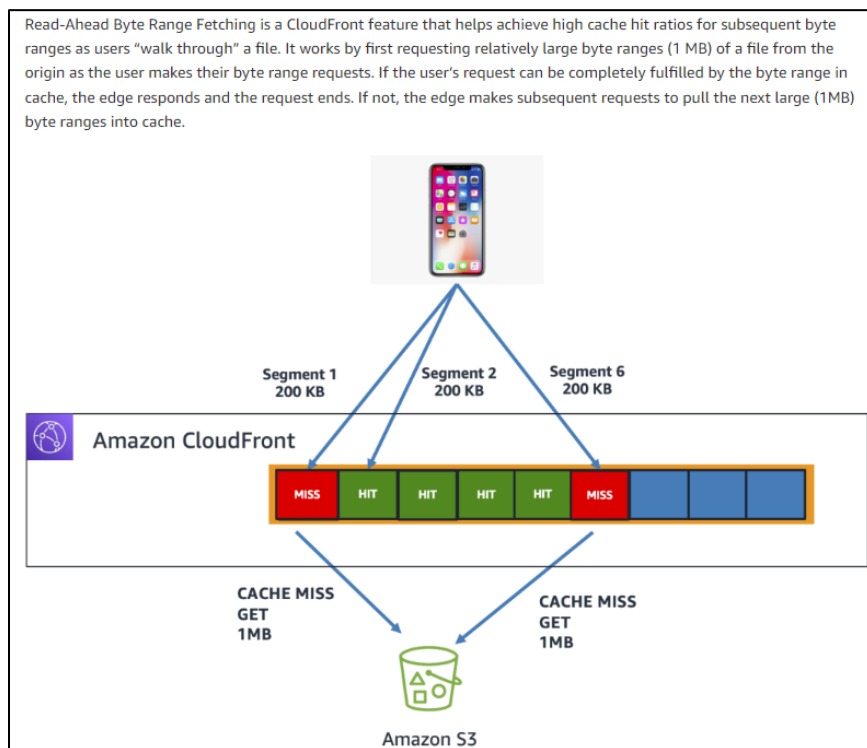 Read-Ahead Byte Range Fetching is a CloudFront feature that helps achieve high cache hit ratios for subsequent byte
ranges as users “walk through” a file. It works by first requesting relatively large byte ranges (1 MB) of a file from the
origin as the user makes their byte range requests. If the user’s request can be completely fulfilled by the byte range in
cache, the edge responds and the request ends. If not, the edge makes subsequent requests to pull the next large (1MB)
byte ranges into cache.
Segment 1
200 KB
Segment 2
200 KB
Segment 6
200 KB
Amazon CloudFront
MISS
HIT
HIT
HIT
HIT
MISS
CACHE MISS
GET
1MB
CACHE MISS
GET
1MB
Amazon S3